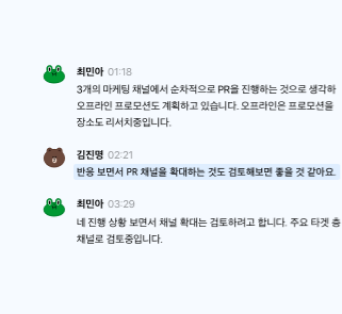 최민아 01:18
3개의 마케팅 채널에서 순차적으로 PR을 진행하는 것으로 생각하
오프라인 프로모션도 계획하고 있습니다. 오프라인은 프로모션을
장소도 리서치중입니다.
김진명 02:21
반응 보면서 PR 채널을 확대하는 것도 검토해보면 좋을 것 같아요.
최민아 03:29
네 진행 상황 보면서 채널 확대는 검토하려고 합니다. 주요 타겟 층
채널로 검토중입니다.